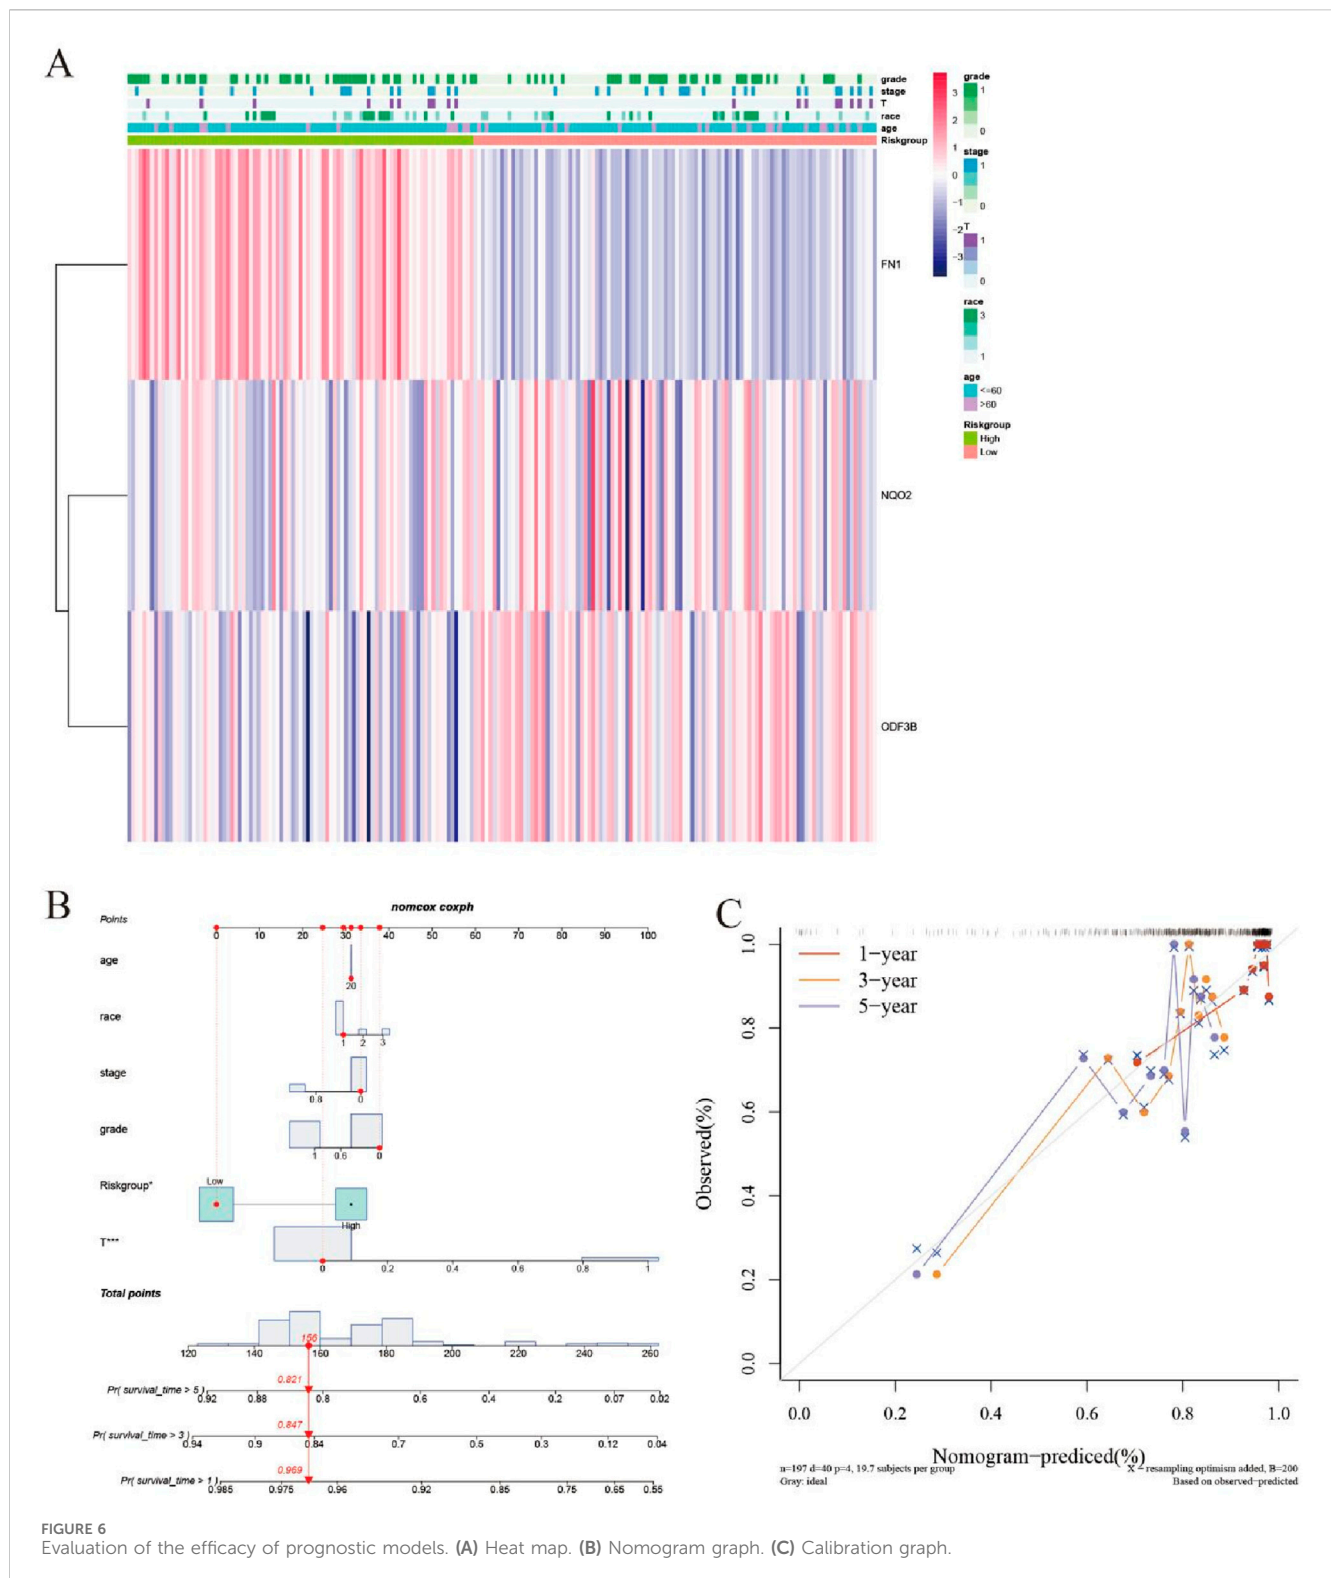 A
grade
stage
T
race
age
Riskgroup
FN1
NQO2
ODF3B
3
2
1
0
-1
-2
-3
grade
1
0
stage
1
0
T
1
0
race
3
1
age
<=60
>60
Riskgroup
High
Low
B
nomcox coxph
Points
0 10 20 30 40 50 60 70 80 90 100
age
20
race
1 2 3
stage
0.8 0
grade
1 0.6 0
Riskgroup*
Low
High
T***
0 0.2 0.4 0.6 0.8 1
Total points
156
120 140 160 180 200 220 240 260
0.821
Pr( survival_time > 5 )
0.92 0.88 0.8 0.6 0.4 0.2 0.07 0.02
0.847
Pr( survival_time > 3 )
0.94 0.9 0.84 0.7 0.5 0.3 0.12 0.04
0.969
Pr( survival_time > 1 )
0.985 0.975 0.96 0.92 0.85 0.75 0.65 0.55
C
1-year
3-year
5-year
Observed(%)
1.0
0.8
0.6
0.4
0.2
0.0
0.0 0.2 0.4 0.6 0.8 1.0
Nomogram-prediced(%)
n=197 d=40 p=4, 19.7 subjects per group
Gray: ideal
X - resampling optimism added, B=200
Based on observed-predicted
FIGURE 6
Evaluation of the efficacy of prognostic models. (A) Heat map. (B) Nomogram graph. (C) Calibration graph.